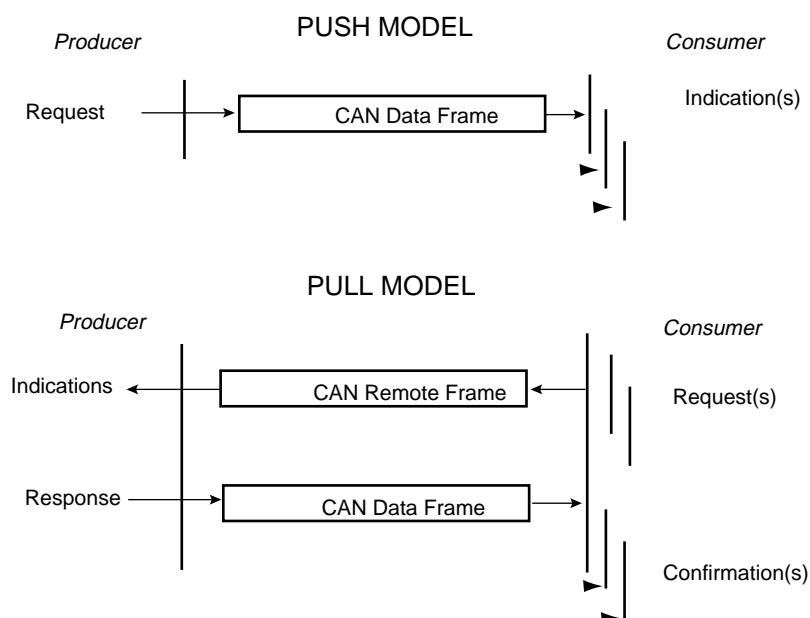 PUSH MODEL
Producer
Consumer
Request
CAN Data Frame
Indication(s)
PULL MODEL
Producer
Consumer
Indications
CAN Remote Frame
Request(s)
Response
CAN Data Frame
Confirmation(s)